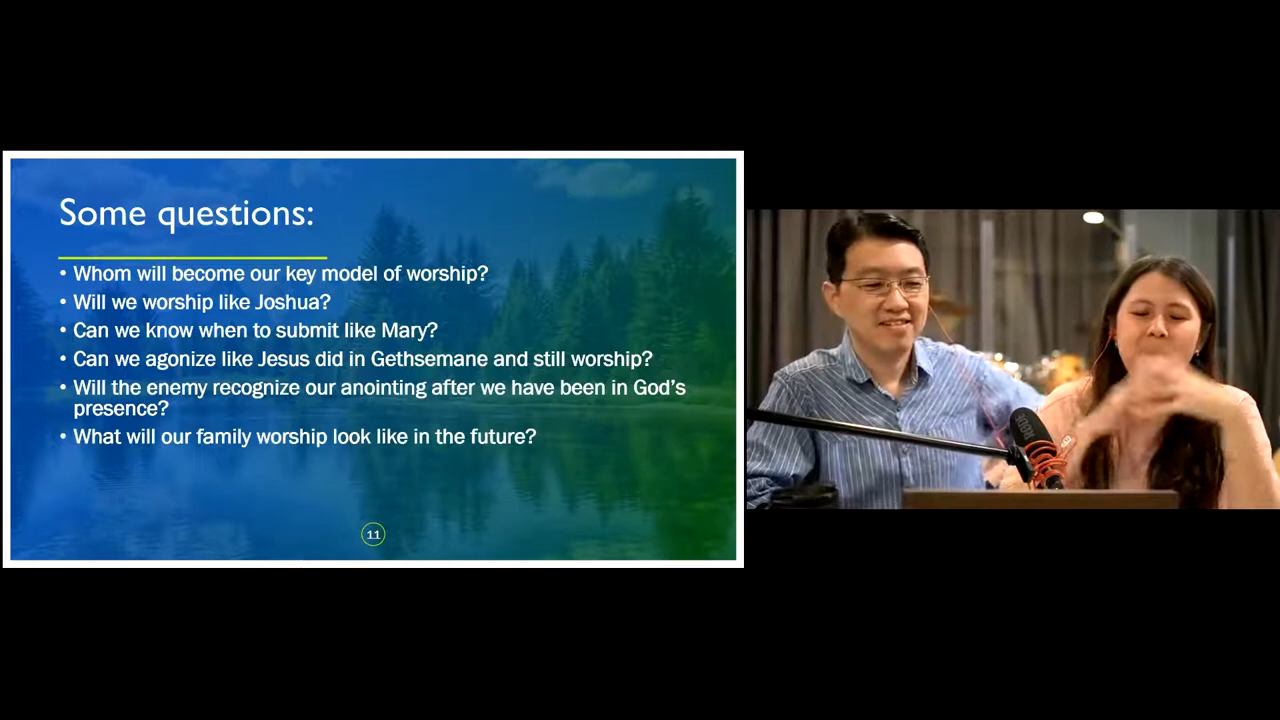 Some questions:
• Whom will become our key model of worship?
• Will we worship like Joshua?
• Can we know when to submit like Mary?
• Can we agonize like Jesus did in Gethsemane and still worship?
• Will the enemy recognize our anointing after we have been in God's
presence?
• What will our family worship look like in the future?
11
RODE